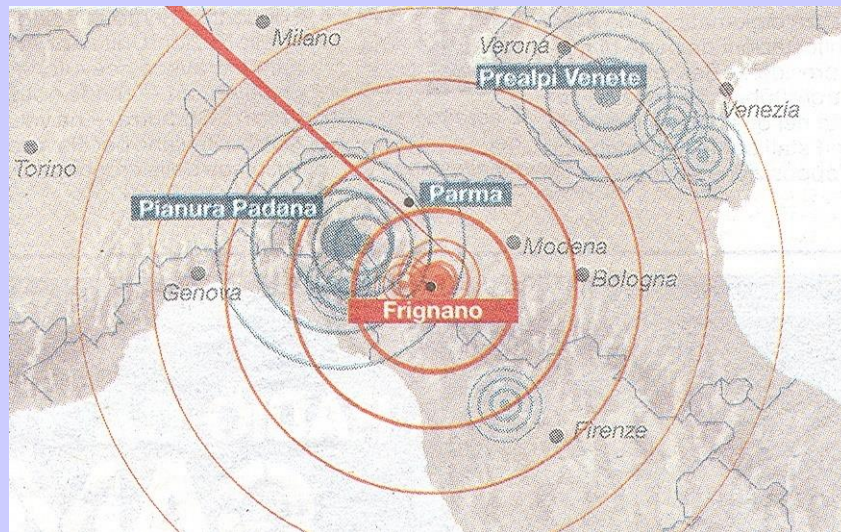 Milano
Verona
Prealpi Venete
Venezia
Torino
Parma
Pianura Padana
Modena
Genova
Bologna
Frignano
Firenze